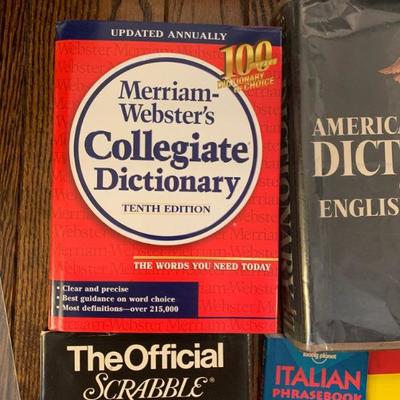 UPDATED ANNUALLY
100
DICTIONARY OF CHOICE
Merriam-
Webster's
Collegiate®
Dictionary
TENTH EDITION
THE WORDS YOU NEED TODAY
• Clear and precise
• Best guidance on word choice
• Most definitions—over 215,000
AMERICA
DICT
ENGLIS
The Official
SCRABBLE®
lonely planet
ITALIAN
PHRASEBOOK